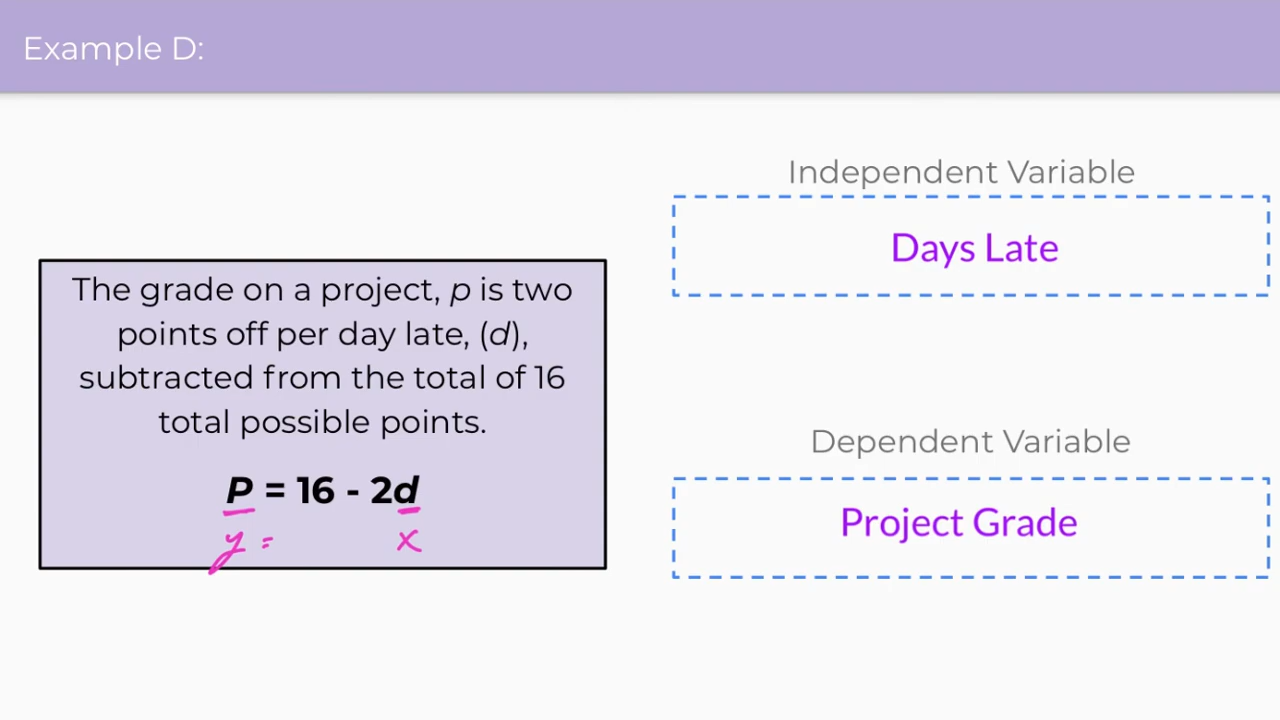 Example D:
The grade on a project, p is two
points off per day late, (d),
subtracted from the total of 16
total possible points.
P = 16 - 2d
y = x
Independent Variable
Days Late
Dependent Variable
Project Grade